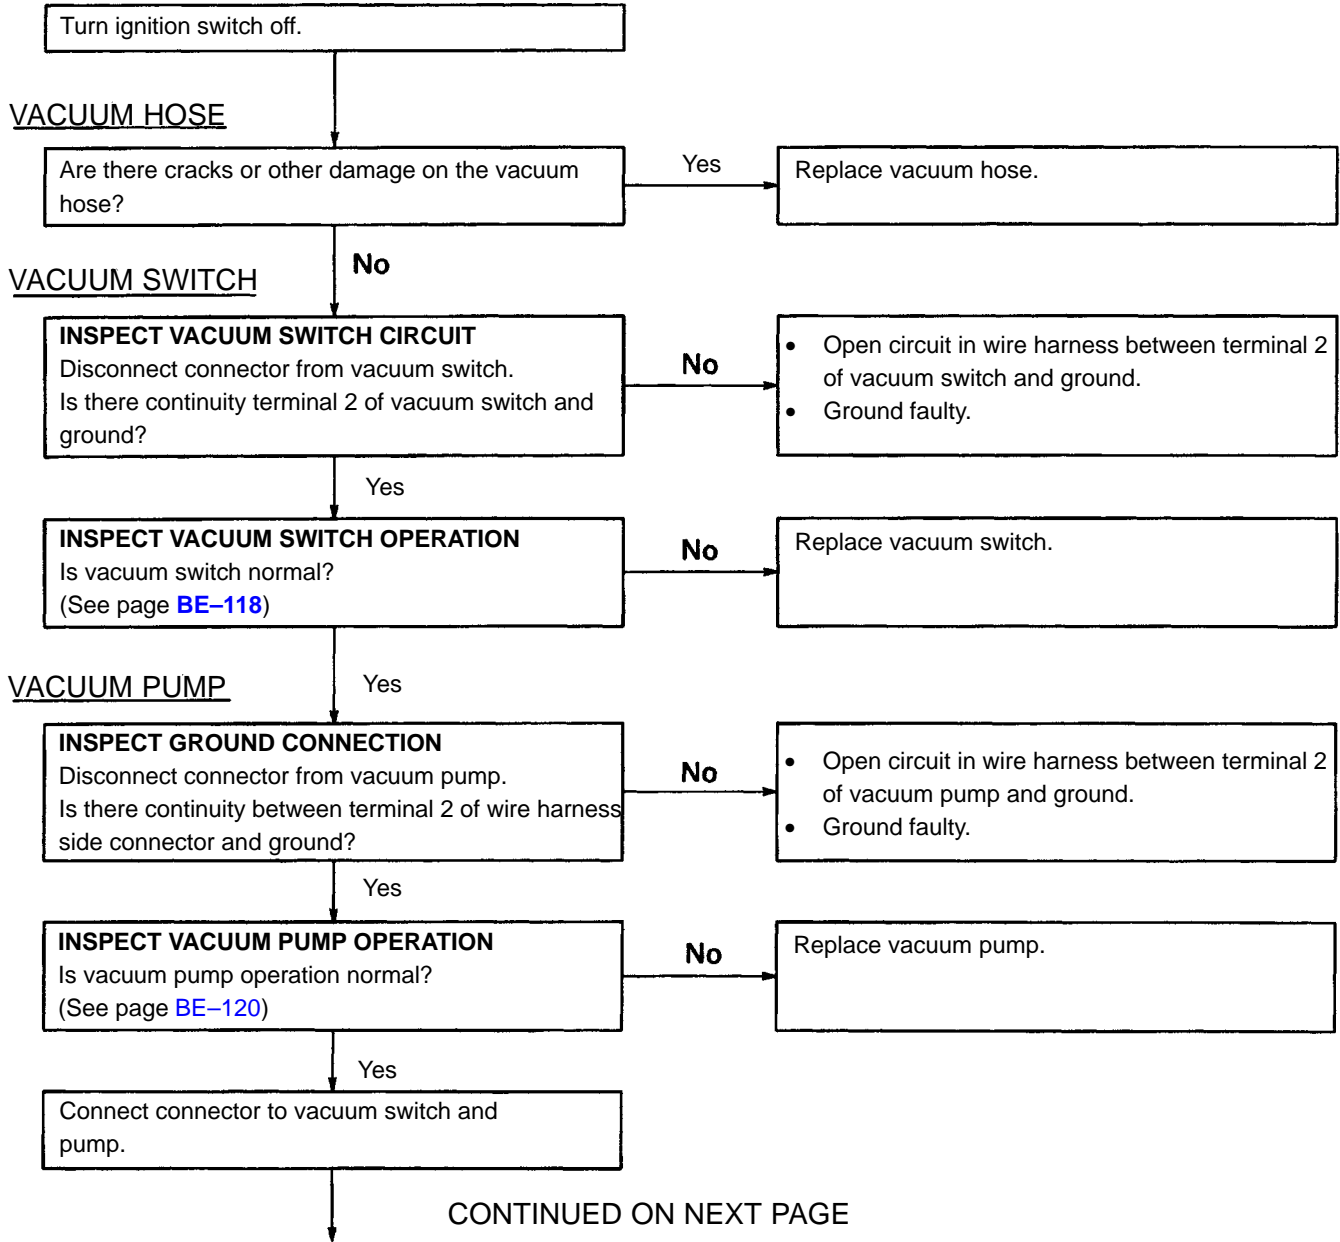 Turn ignition switch off.
VACUUM HOSE
Are there cracks or other damage on the vacuum
hose?
Yes
Replace vacuum hose.
No
VACUUM SWITCH
INSPECT VACUUM SWITCH CIRCUIT
Disconnect connector from vacuum switch.
Is there continuity terminal 2 of vacuum switch and
ground?
No
• Open circuit in wire harness between terminal 2
of vacuum switch and ground.
• Ground faulty.
Yes
INSPECT VACUUM SWITCH OPERATION
Is vacuum switch normal?
(See page BE–118)
No
Replace vacuum switch.
Yes
VACUUM PUMP
INSPECT GROUND CONNECTION
Disconnect connector from vacuum pump.
Is there continuity between terminal 2 of wire harness
side connector and ground?
No
• Open circuit in wire harness between terminal 2
of vacuum pump and ground.
• Ground faulty.
Yes
INSPECT VACUUM PUMP OPERATION
Is vacuum pump operation normal?
(See page BE–120)
No
Replace vacuum pump.
Yes
Connect connector to vacuum switch and
pump.
CONTINUED ON NEXT PAGE